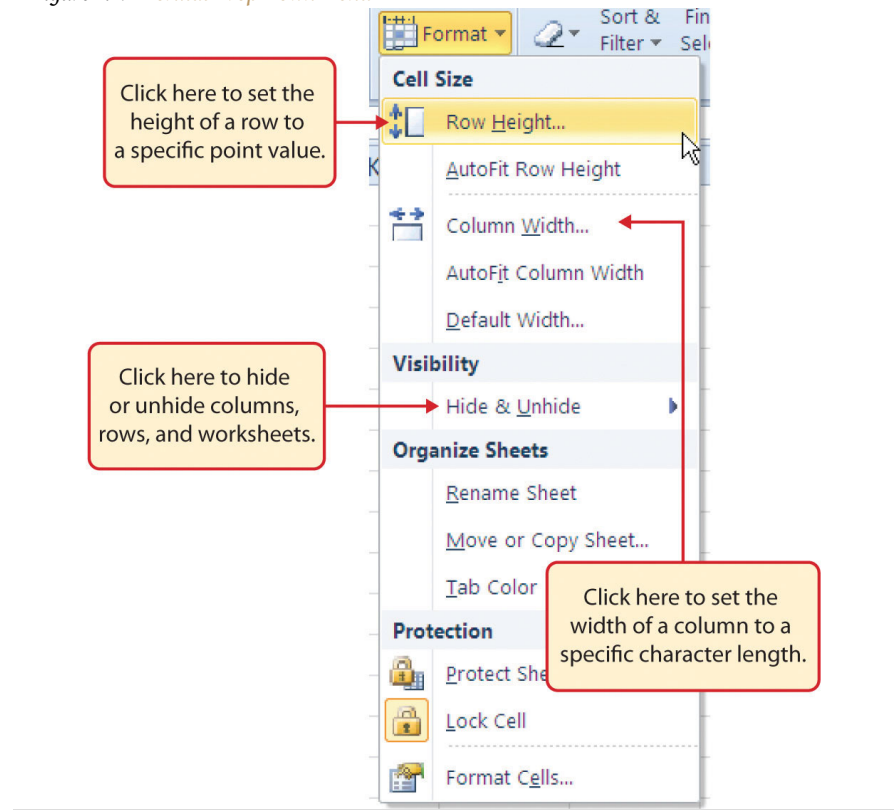 Format
Sort &
Filter
Cell Size
Click here to set the
height of a row to
a specific point value.
Row Height...
AutoFit Row Height
Column Width...
AutoFit Column Width
Default Width...
Visibility
Click here to hide
or unhide columns,
rows, and worksheets.
Hide & Unhide
Organize Sheets
Rename Sheet
Move or Copy Sheet...
Tab Color
Click here to set the
width of a column to a
specific character length.
Protection
Protect
Lock Cell
Format Cells...